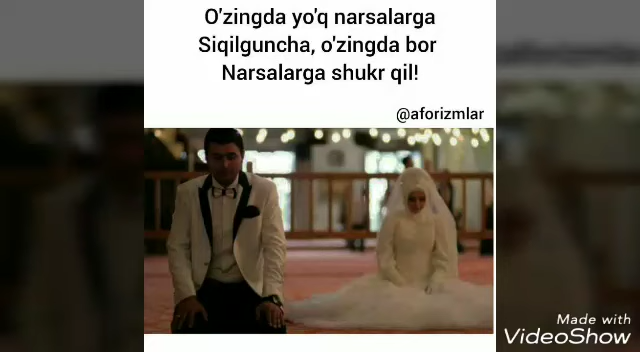 O'zingda yo'q narsalarga
Siqilguncha, o'zingda bor
Narsalarga shukr qil!
@aforizmlar
Made with
VideoShow